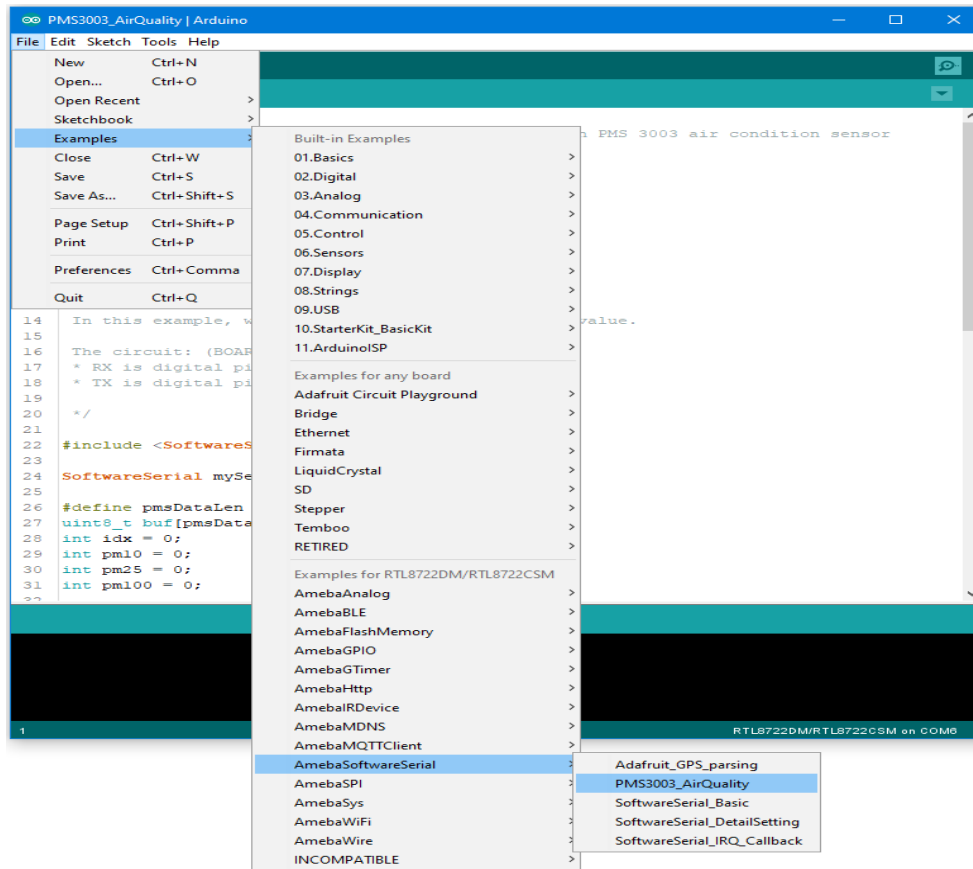 PMS3003_AirQuality | Arduino
File Edit Sketch Tools Help
New Ctrl+N
Open... Ctrl+O
Open Recent >
Sketchbook >
Examples >
Close Ctrl+W
Save Ctrl+S
Save As... Ctrl+Shift+S
Page Setup Ctrl+Shift+P
Print Ctrl+P
Preferences Ctrl+Comma
Quit Ctrl+Q
Built-in Examples
01.Basics >
02.Digital >
03.Analog >
04.Communication >
05.Control >
06.Sensors >
07.Display >
08.Strings >
09.USB >
10.StarterKit_BasicKit >
11.ArduinoISP >
Examples for any board
Adafruit Circuit Playground >
Bridge >
Ethernet >
Firmata >
LiquidCrystal >
SD >
Stepper >
Temboo >
RETIRED >
Examples for RTL8722DM/RTL8722CSM
AmebaAnalog >
AmebaBLE >
AmebaFlashMemory >
AmebaGPIO >
AmebaGTimer >
AmebaHttp >
AmebaIRDevice >
AmebaMDNS >
AmebaMQTTClient >
AmebaSoftwareSerial >
AmebaSPI >
AmebaSys >
AmebaWiFi >
AmebaWire >
INCOMPATIBLE >
Adafruit_GPS_parsing
PMS3003_AirQuality
SoftwareSerial_Basic
SoftwareSerial_DetailSetting
SoftwareSerial_IRQ_Callback
PMS 3003 air condition sensor
14 In this example, w value.
15
16 The circuit: (BOAR
17 * RX is digital pi
18 * TX is digital pi
19
20 */
21
22 #include <SoftwareS
23
24 SoftwareSerial mySe
25
26 #define pmsDataLen
27 uint8_t buf[pmsData
28 int idx = 0;
29 int pm10 = 0;
30 int pm25 = 0;
31 int pm100 = 0;
1 RTL8722DM/RTL8722CSM on COM6